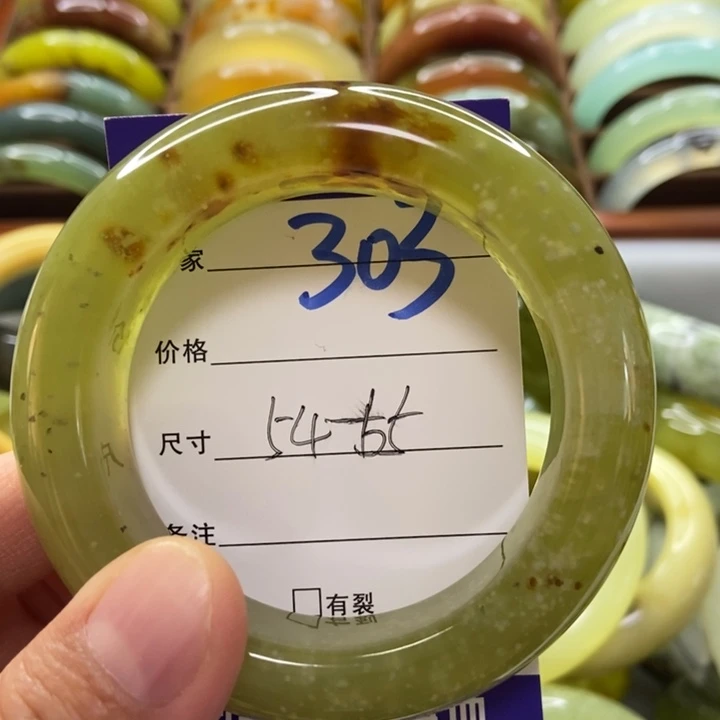 家 303
价格
尺寸 54-55
备注
有裂